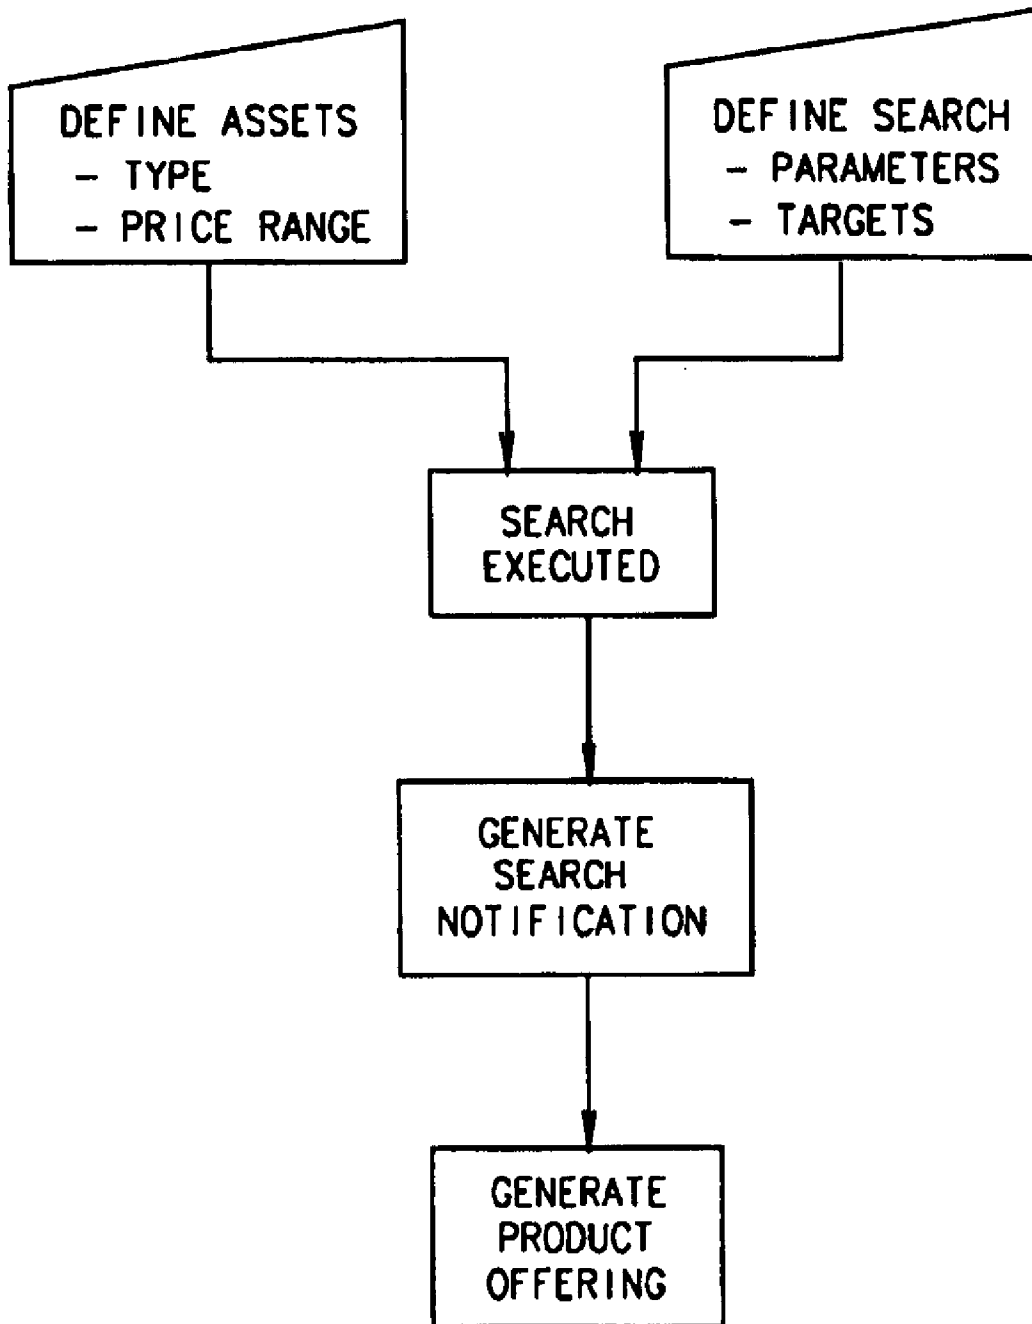 DEFINE ASSETS
- TYPE
- PRICE RANGE
DEFINE SEARCH
- PARAMETERS
- TARGETS
SEARCH
EXECUTED
GENERATE
SEARCH
NOTIFICATION
GENERATE
PRODUCT
OFFERING